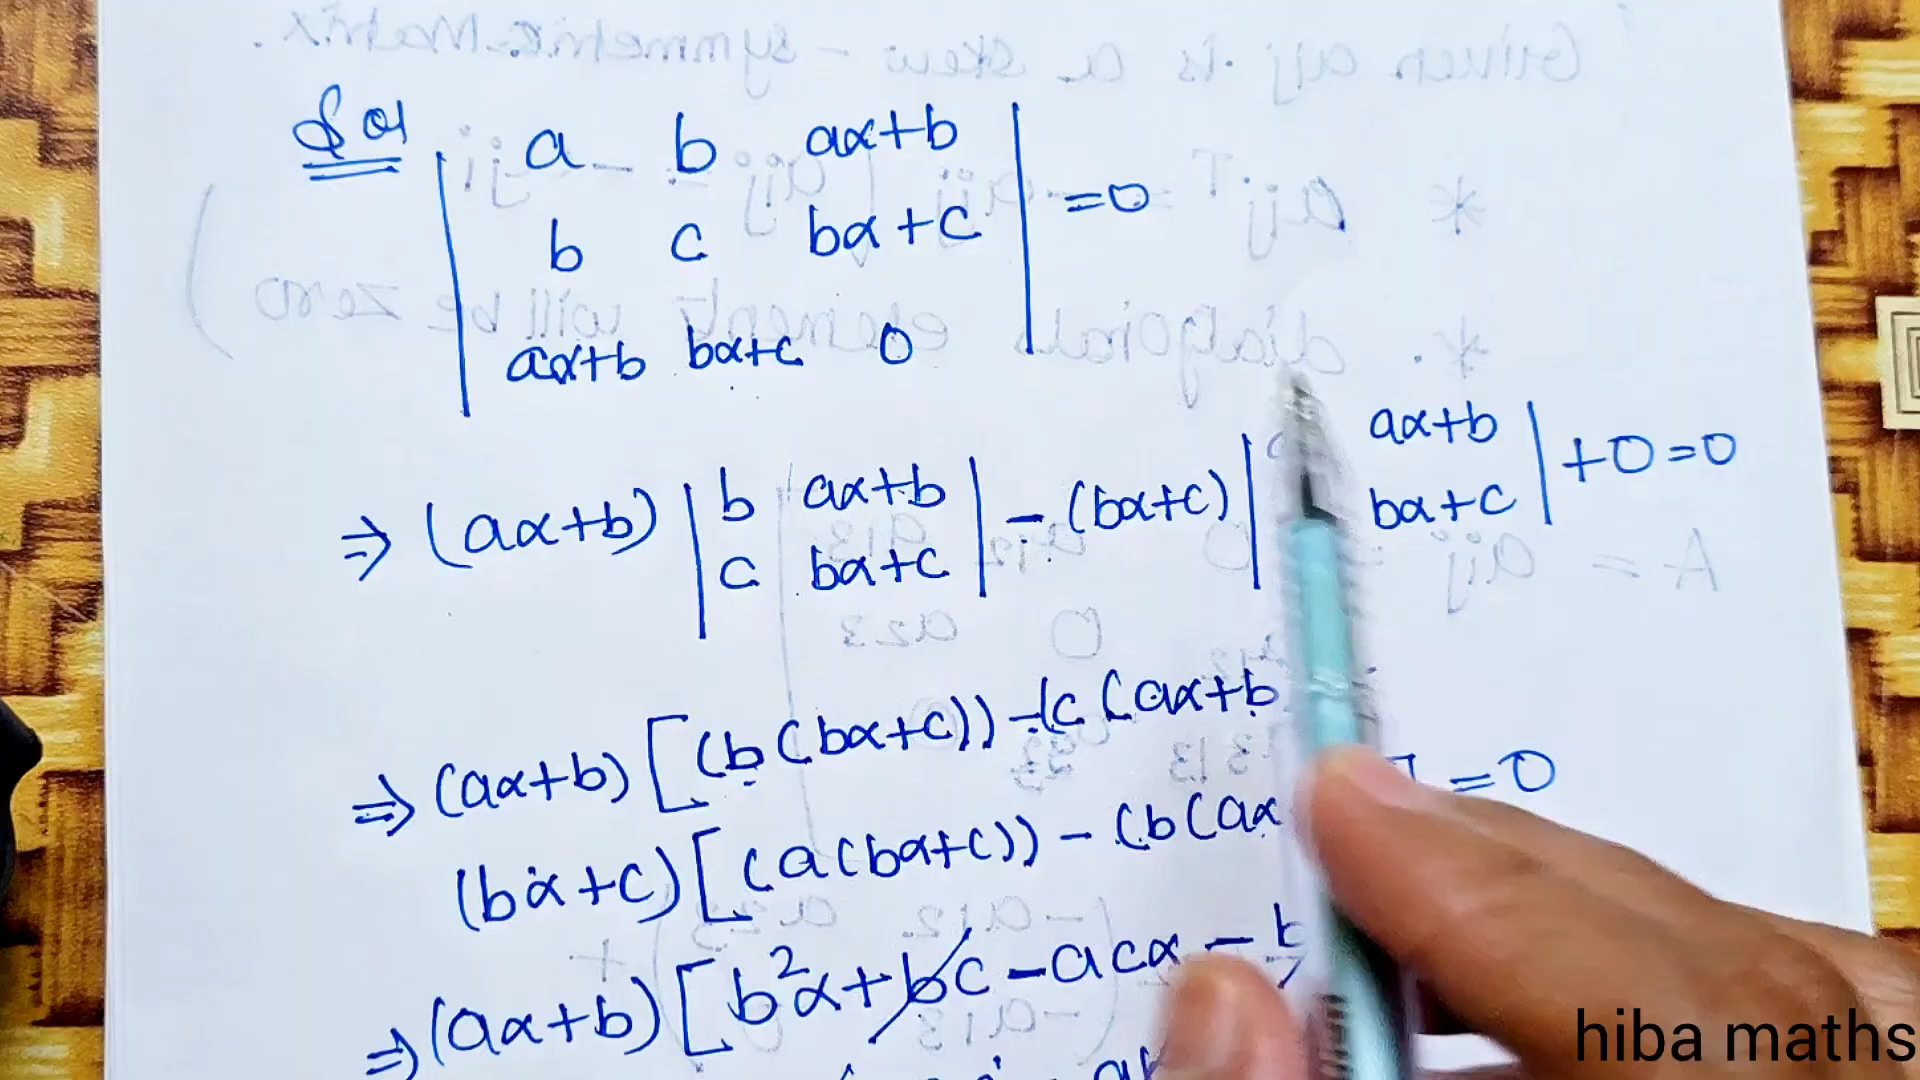 Sol
| a b aα+b |
| b c bα+c | =0
| aα+b bα+c 0 |
⇒ (aα+b) | b aα+b | - (bα+c) | aα+b | +0=0
| c bα+c | | bα+c |
⇒ (aα+b) [(b(bα+c)) - (c(aα+b
(bα+c) [(a(bα+c)) - (b(aα =0
⇒ (aα+b) [b²α + bc - acα -
hiba maths